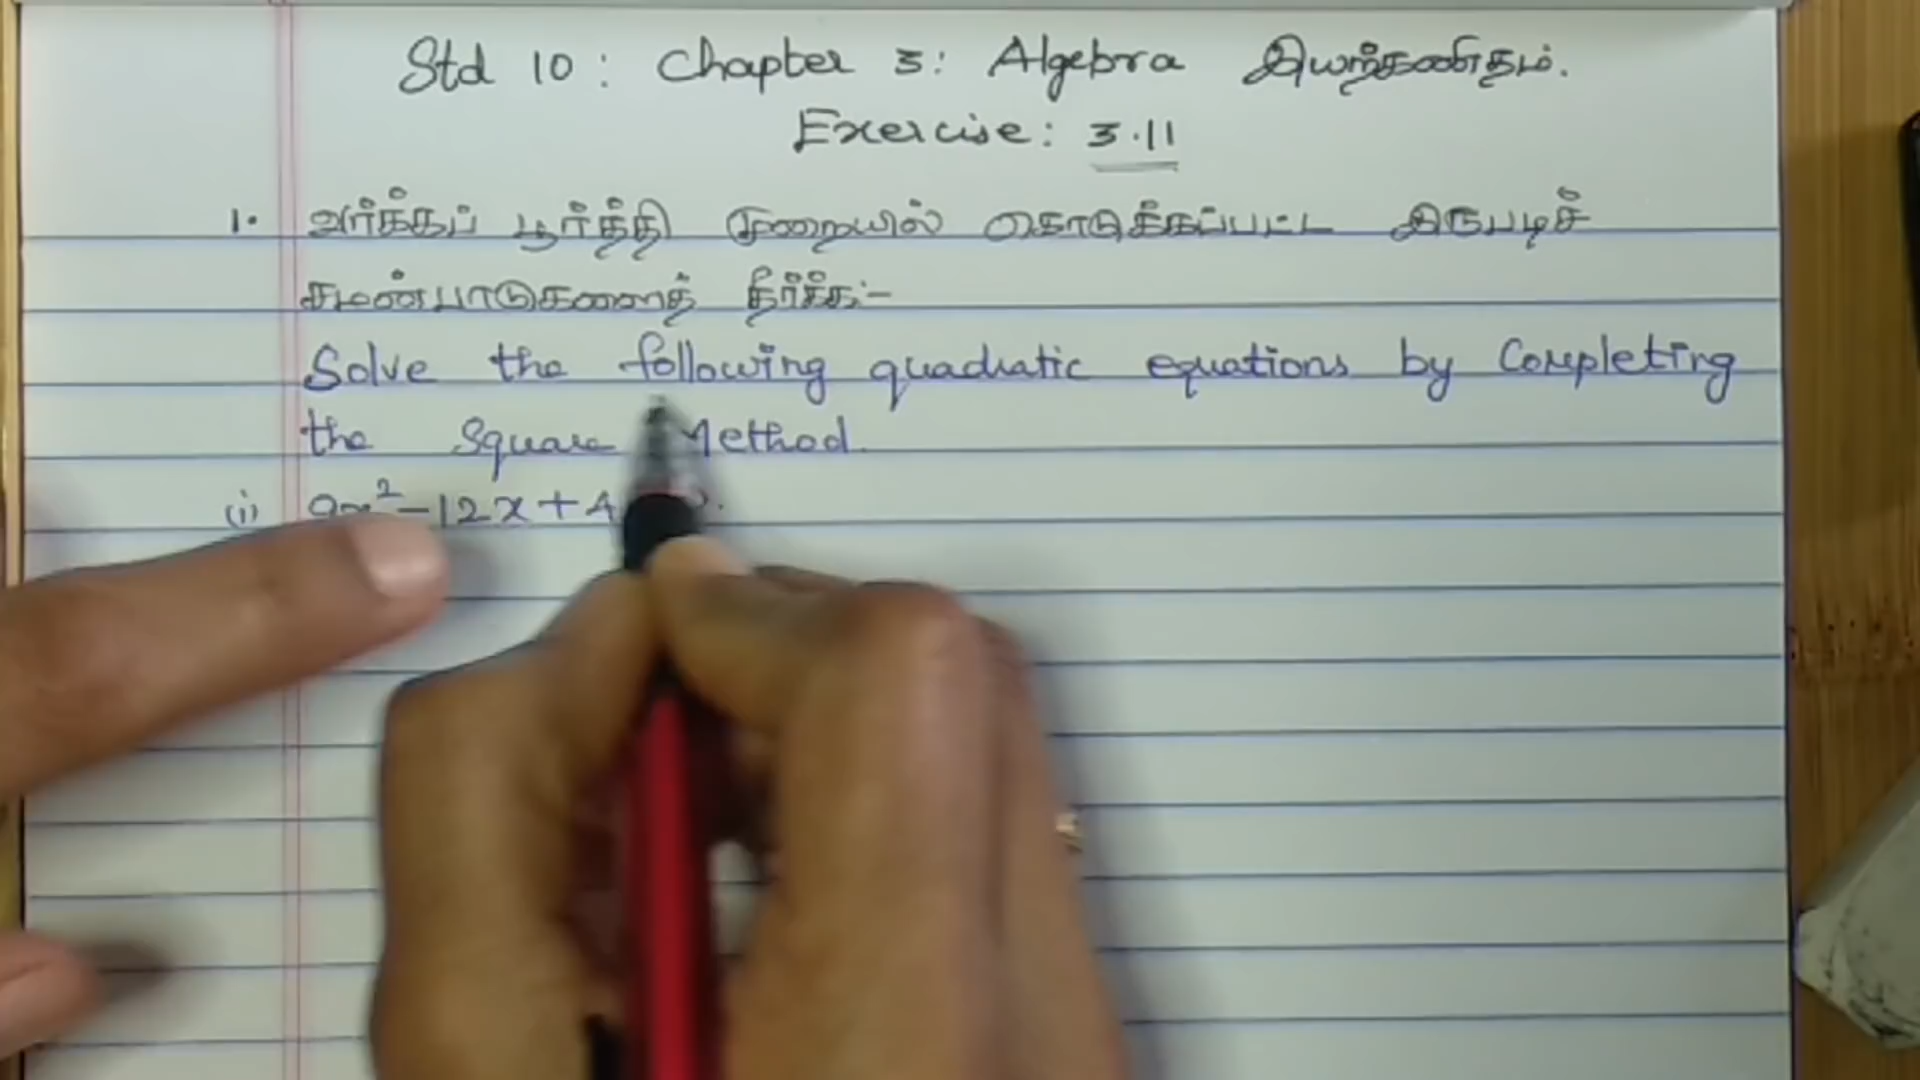 Std 10 : Chapter 3 : Algebra இயற்கணிதம்.
Exercise : 3.11
1. வர்க்கப் பூர்த்தி முறையில் கொடுக்கப்பட்ட இருபடிச்
சமன்பாடுகளைத் தீர்க்க:-
Solve the following quadratic equations by Completing
the Square Method.
(i) 9x² - 12x + 4